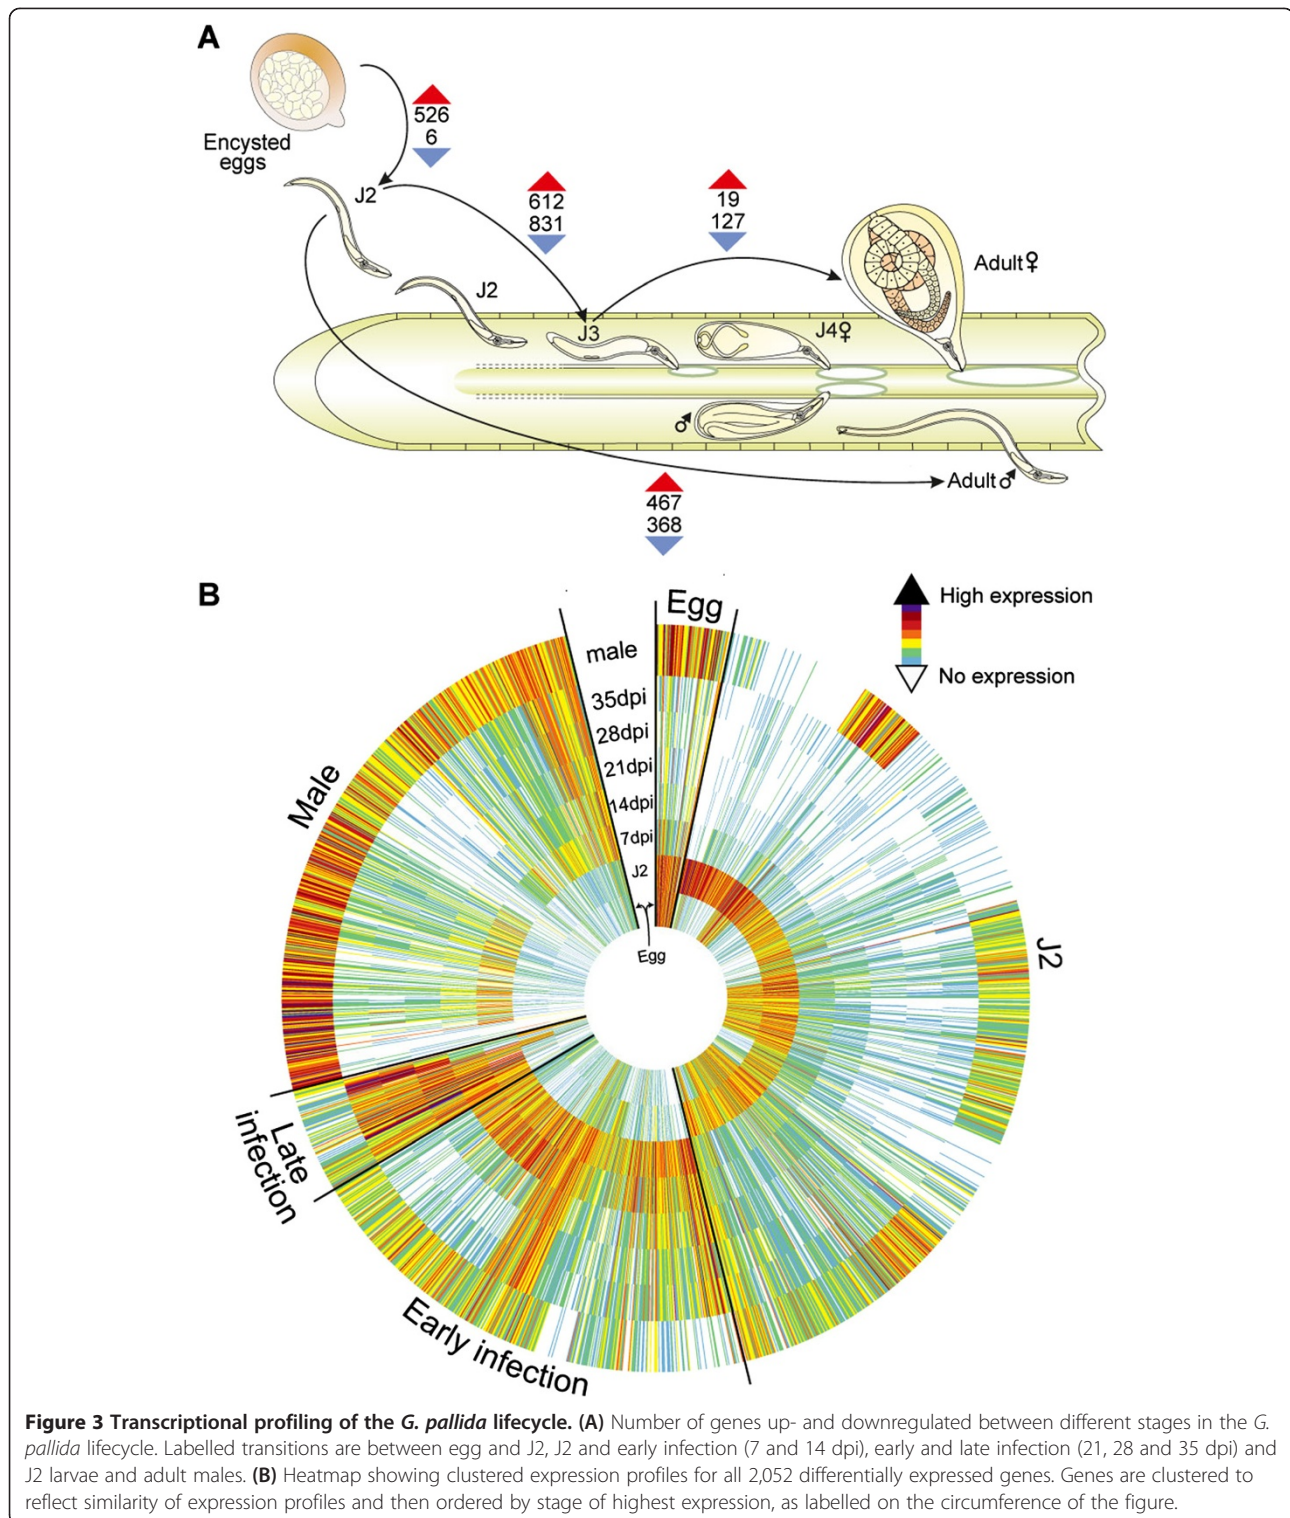 A
Encysted
eggs
526
6
J2
612
831
19
127
Adult♀
J2
J3
J4♀
♂
Adult♂
467
368
B
High expression
No expression
Egg
male
35dpi
28dpi
21dpi
14dpi
7dpi
J2
Egg
Male
J2
Late
infection
Early infection
Figure 3 Transcriptional profiling of the G. pallida lifecycle. (A) Number of genes up- and downregulated between different stages in the G.
pallida lifecycle. Labelled transitions are between egg and J2, J2 and early infection (7 and 14 dpi), early and late infection (21, 28 and 35 dpi) and
J2 larvae and adult males. (B) Heatmap showing clustered expression profiles for all 2,052 differentially expressed genes. Genes are clustered to
reflect similarity of expression profiles and then ordered by stage of highest expression, as labelled on the circumference of the figure.